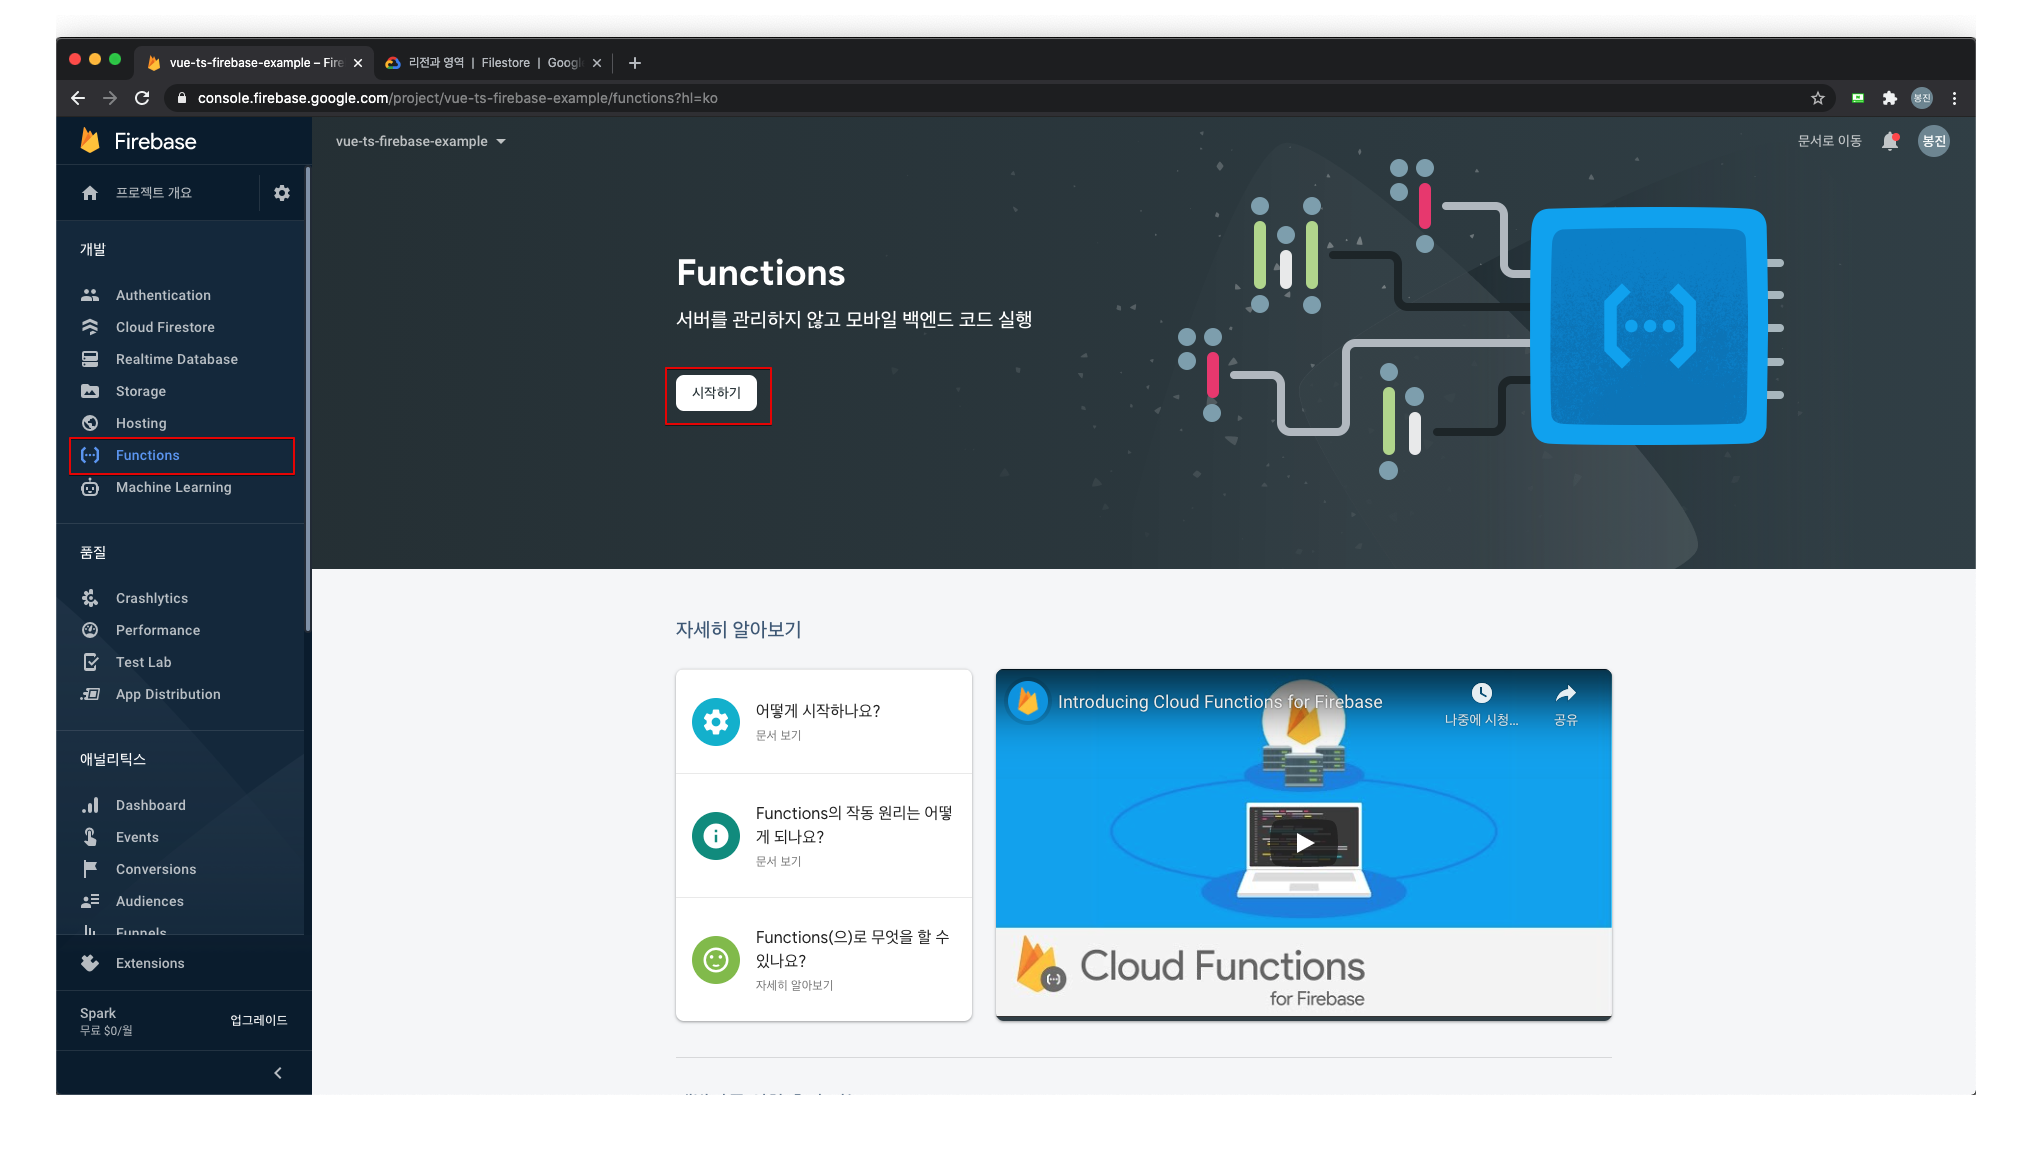 vue-ts-firebase-example – Fire
리전과 영역 | Filestore | Googl
console.firebase.google.com/project/vue-ts-firebase-example/functions?hl=ko
봉진
Firebase
vue-ts-firebase-example
문서로 이동
봉진
프로젝트 개요
개발
Authentication
Cloud Firestore
Realtime Database
Storage
Hosting
Functions
Machine Learning
품질
Crashlytics
Performance
Test Lab
App Distribution
애널리틱스
Dashboard
Events
Conversions
Audiences
Funnels
Extensions
Spark
무료 $0/월
업그레이드
Functions
서버를 관리하지 않고 모바일 백엔드 코드 실행
시작하기
자세히 알아보기
어떻게 시작하나요?
문서 보기
Functions의 작동 원리는 어떻
게 되나요?
문서 보기
Functions(으)로 무엇을 할 수
있나요?
자세히 알아보기
Introducing Cloud Functions for Firebase
나중에 시청...
공유
Cloud Functions
for Firebase